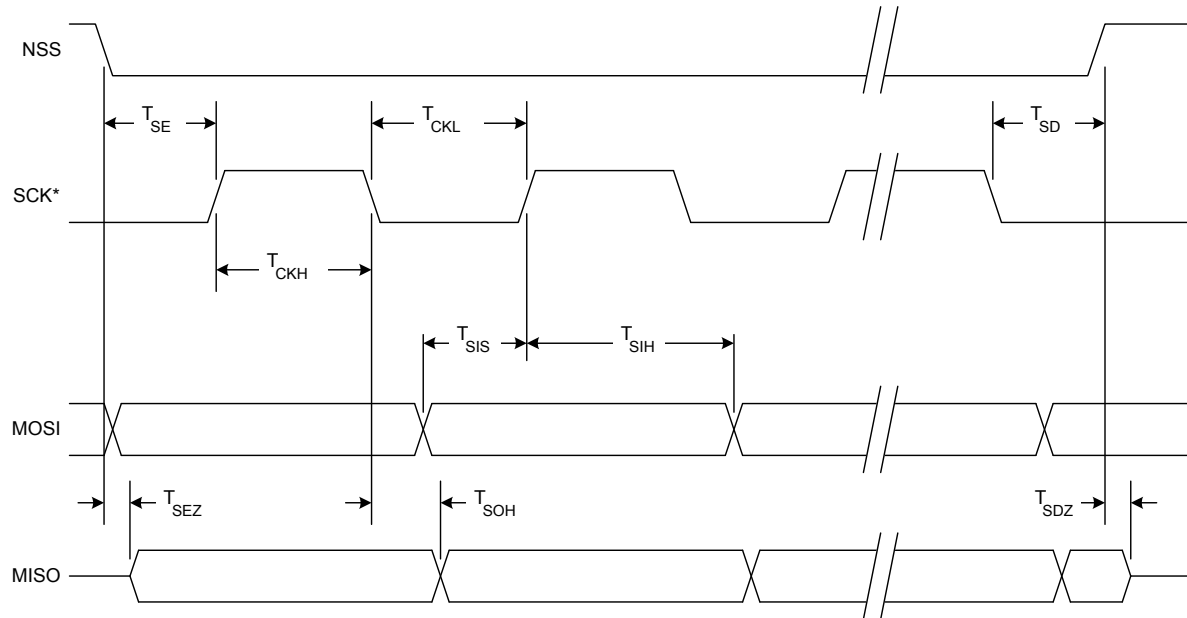 NSS
T_SE
T_CKL
T_SD
SCK*
T_CKH
T_SIS
T_SIH
MOSI
T_SEZ
T_SOH
T_SDZ
MISO